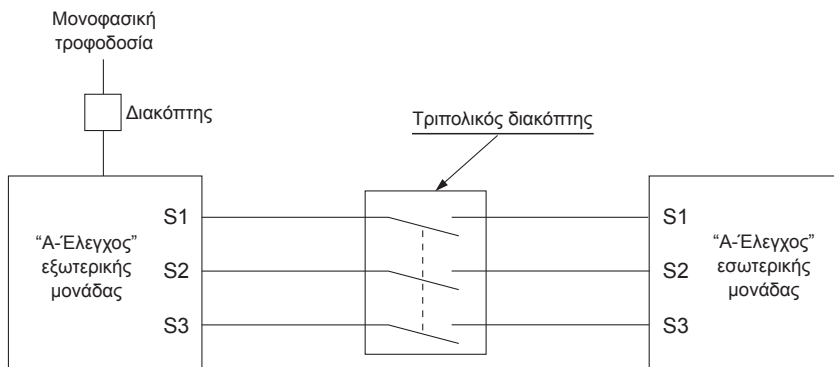 Μονοφασική
τροφοδοσία
Διακόπτης
Τριπολικός διακόπτης
“Α-Έλεγχος”
εξωτερικής
μονάδας
S1
S2
S3
S1
S2
S3
“Α-Έλεγχος”
εσωτερικής
μονάδας